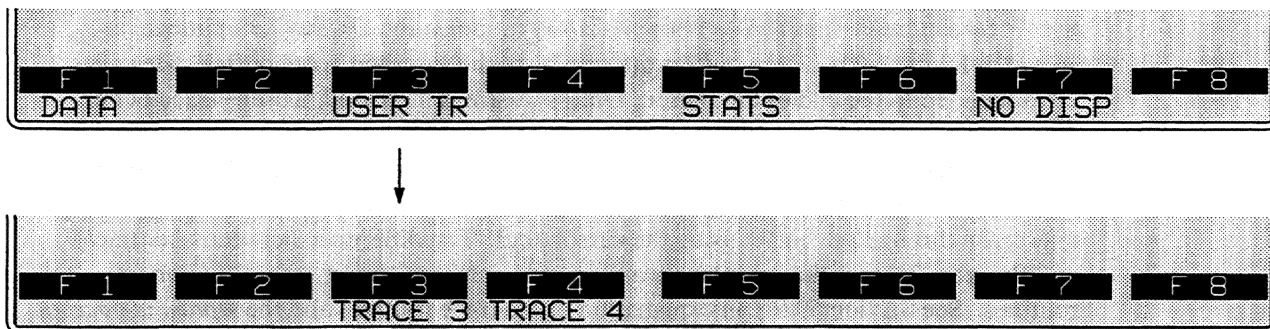 F 1 F 2 F 3 F 4 F 5 F 6 F 7 F 8
DATA USER TR STATS NO DISP
F 1 F 2 F 3 F 4 F 5 F 6 F 7 F 8
TRACE 3 TRACE 4